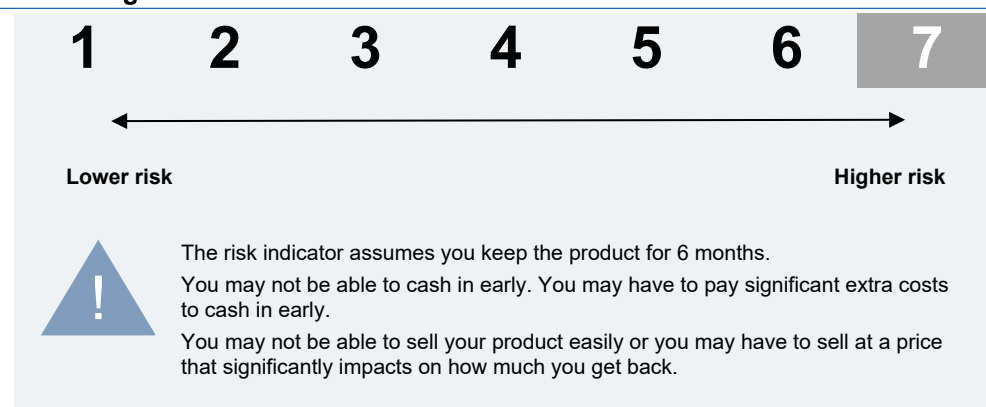 1 2 3 4 5 6 7
Lower risk Higher risk
!
The risk indicator assumes you keep the product for 6 months.
You may not be able to cash in early. You may have to pay significant extra costs
to cash in early.
You may not be able to sell your product easily or you may have to sell at a price
that significantly impacts on how much you get back.